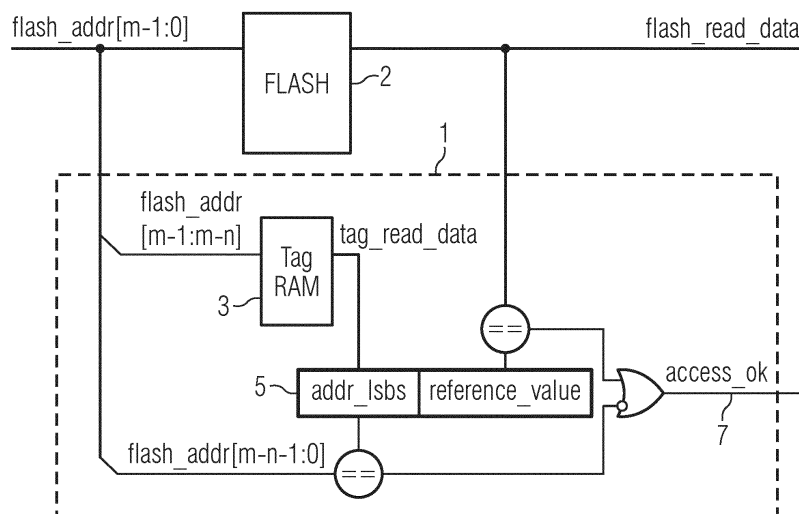 flash_addr[m-1:0]
flash_read_data
FLASH
2
1
flash_addr
[m-1:m-n]
tag_read_data
Tag
RAM
3
==
5
addr_lsbs
reference_value
access_ok
7
flash_addr[m-n-1:0]
==